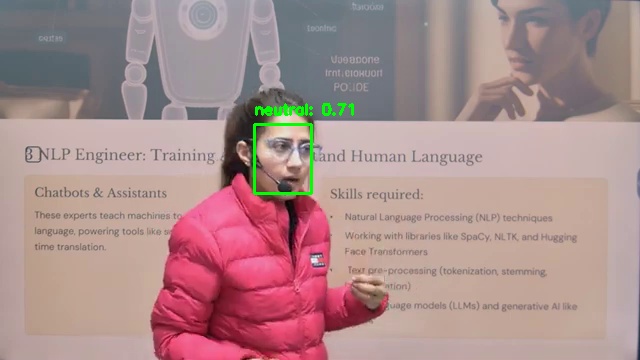 neutral: 0.71
3 NLP Engineer: Training and Human Language
Chatbots & Assistants
These experts teach machines to
language, powering tools like
time translation.
Skills required:
Natural Language Processing (NLP) techniques
Working with libraries like SpaCy, NLTK, and Hugging
Face Transformers
Text pre-processing (tokenization, stemming,
models (LLMs) and generative AI like